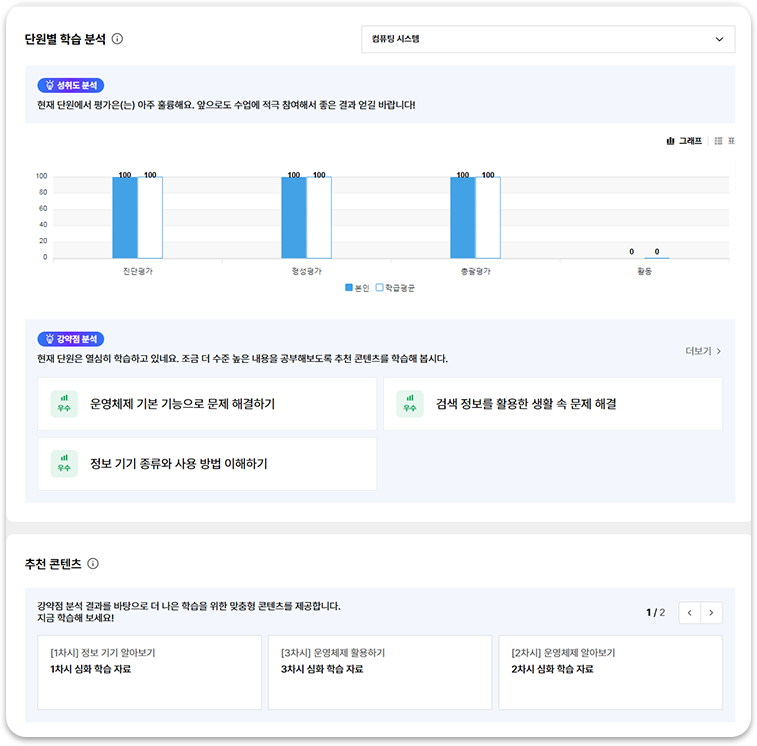 단원별 학습 분석
컴퓨팅 시스템
성취도 분석
현재 단원에서 평가은(는) 아주 훌륭해요. 앞으로도 수업에 적극 참여해서 좋은 결과 얻길 바랍니다!
그래프 표
100
80
60
40
20
0
100 100 100 100 100 100 0 0
진단평가 형성평가 총괄평가 활동
본인 학급평균
강약점 분석
현재 단원은 열심히 학습하고 있네요. 조금 더 수준 높은 내용을 공부해보도록 추천 콘텐츠를 학습해 봅시다.
더보기
우수 운영체제 기본 기능으로 문제 해결하기
우수 검색 정보를 활용한 생활 속 문제 해결
우수 정보 기기 종류와 사용 방법 이해하기
추천 콘텐츠
강약점 분석 결과를 바탕으로 더 나은 학습을 위한 맞춤형 콘텐츠를 제공합니다.
지금 학습해 보세요!
1 / 2
[1차시] 정보 기기 알아보기
1차시 심화 학습 자료
[3차시] 운영체제 활용하기
3차시 심화 학습 자료
[2차시] 운영체제 알아보기
2차시 심화 학습 자료